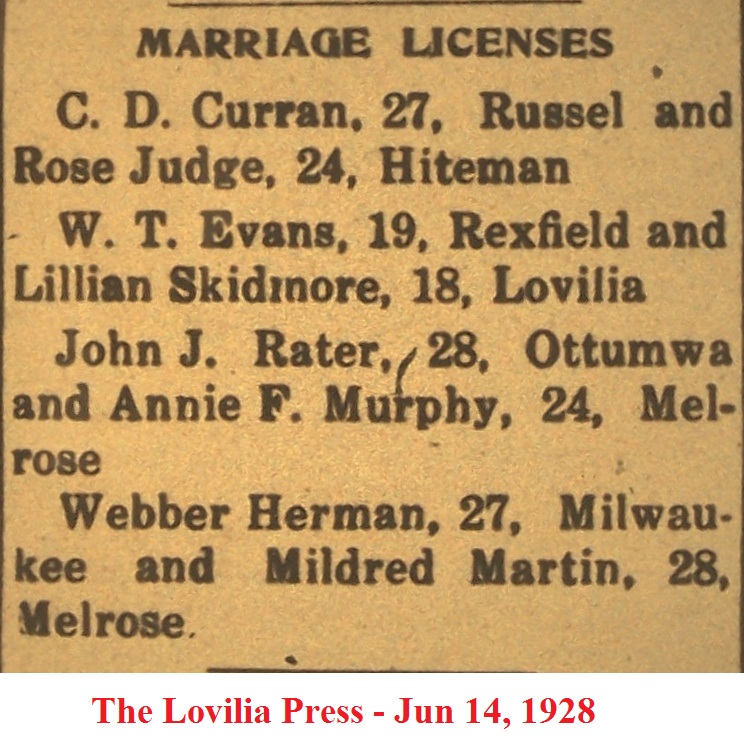 MARRIAGE LICENSES
C. D. Curran, 27, Russel and
Rose Judge, 24, Hiteman
W. T. Evans, 19, Rexfield and
Lillian Skidmore, 18, Lovilia
John J. Rater, 28, Ottumwa
and Annie F. Murphy, 24, Mel-
rose
Webber Herman, 27, Milwau-
kee and Mildred Martin, 28,
Melrose.
The Lovilia Press - Jun 14, 1928